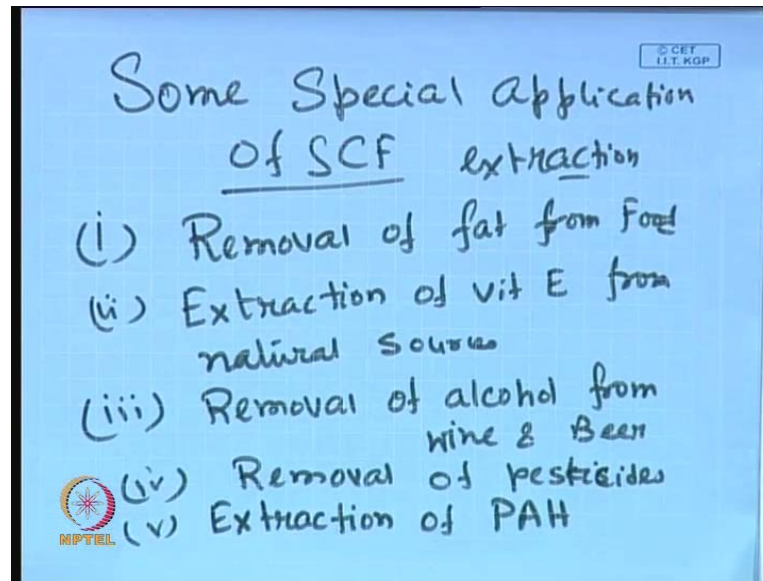 © CET
I.I.T. KGP
Some Special Application
Of SCF extraction
(i) Removal of fat from Food
(ii) Extraction of vit E from
natural sources
(iii) Removal of alcohol from
wine & Beer
(iv) Removal of pesticides
(v) Extraction of PAH
NPTEL